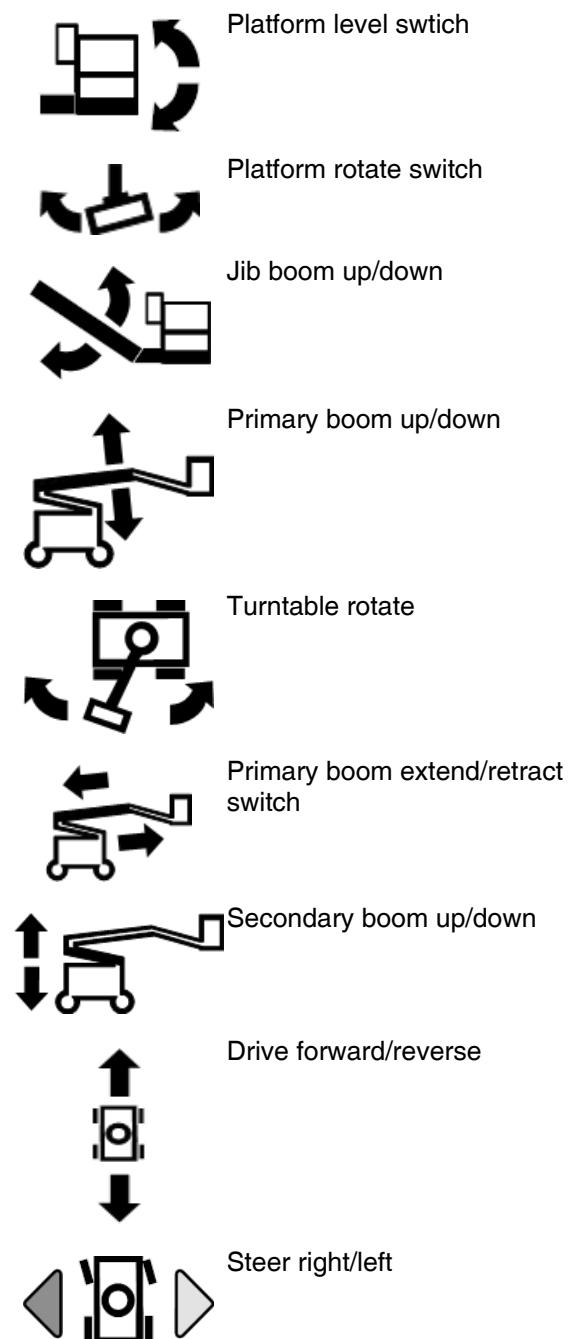 Platform level swtich
Platform rotate switch
Jib boom up/down
Primary boom up/down
Turntable rotate
Primary boom extend/retract
switch
Secondary boom up/down
Drive forward/reverse
Steer right/left